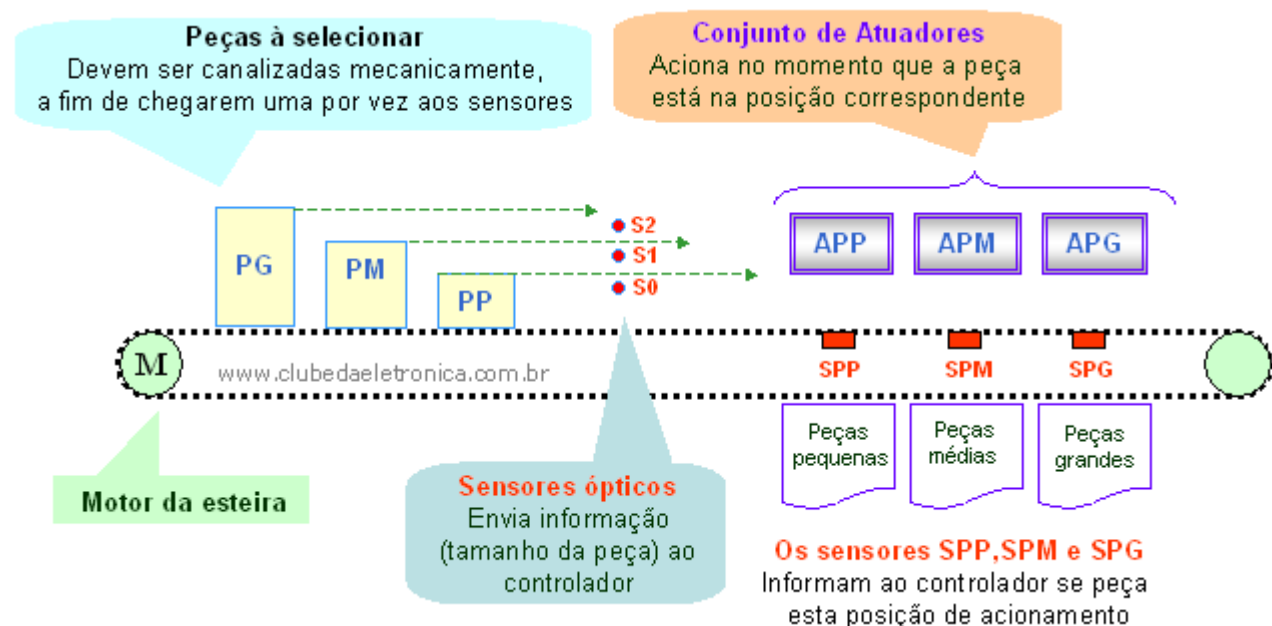 Peças à selecionar
Devem ser canalizadas mecanicamente,
a fim de chegarem uma por vez aos sensores
Conjunto de Atuadores
Aciona no momento que a peça
está na posição correspondente
PG
PM
PP
S2
S1
S0
APP
APM
APG
M
www.clubedaeletronica.com.br
SPP
SPM
SPG
Motor da esteira
Sensores ópticos
Envia informação
(tamanho da peça) ao
controlador
Peças
pequenas
Peças
médias
Peças
grandes
Os sensores SPP,SPM e SPG
Informam ao controlador se peça
esta posição de acionamento